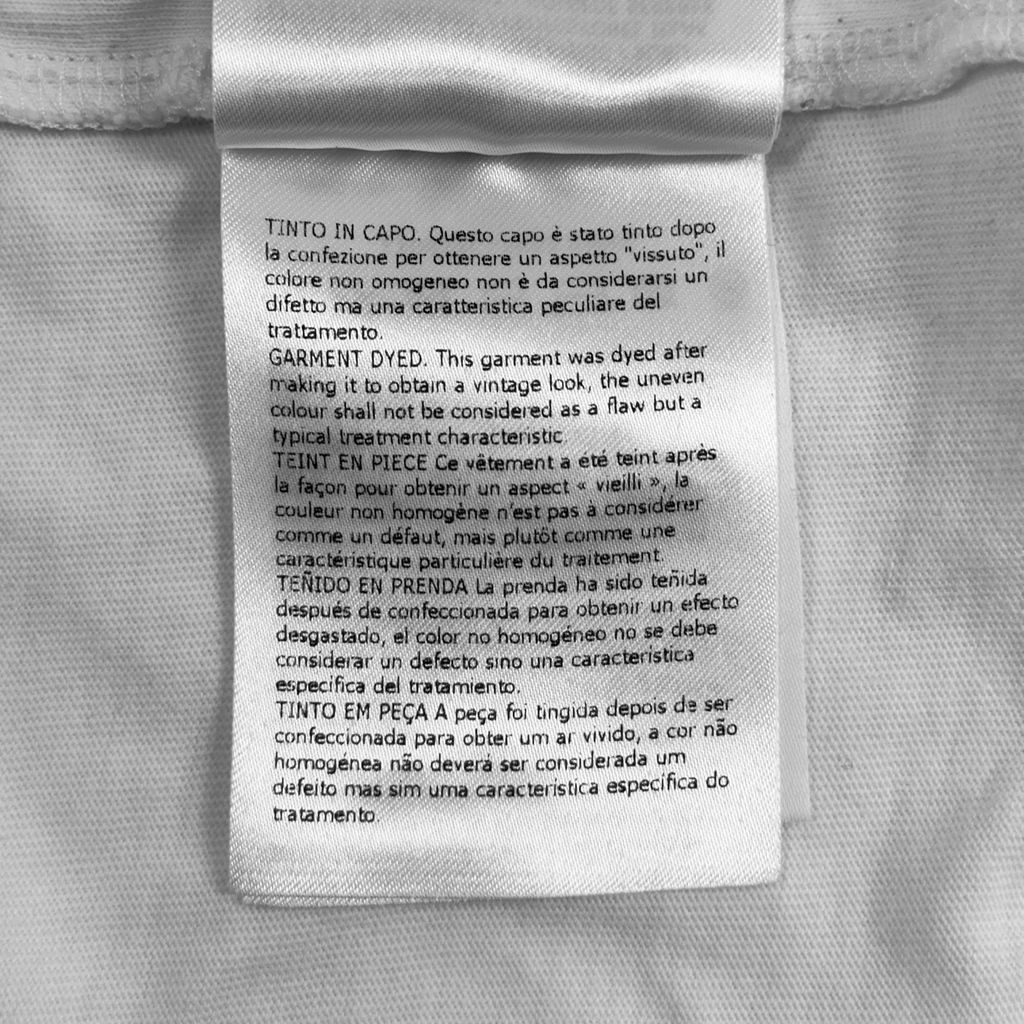 TINTO IN CAPO. Questo capo è stato tinto dopo
la confezione per ottenere un aspetto "vissuto", il
colore non omogeneo non è da considerarsi un
difetto ma una caratteristica peculiare del
trattamento.
GARMENT DYED. This garment was dyed after
making it to obtain a vintage look, the uneven
colour shall not be considered as a flaw but a
typical treatment characteristic.
TEINT EN PIECE Ce vêtement a été teint après
la façon pour obtenir un aspect « vieilli », la
couleur non homogène n'est pas à considérer
comme un défaut, mais plutôt comme une
caractéristique particulière du traitement.
TEÑIDO EN PRENDA La prenda ha sido teñida
después de confeccionada para obtenir un efecto
desgastado, el color no homogéneo no se debe
considerar un defecto sino una característica
específica del tratamiento.
TINTO EM PEÇA A peça foi tingida depois de ser
confeccionada para obter um ar vivido, a cor não
homogénea não deverá ser considerada um
defeito mas sim uma característica específica do
tratamento.